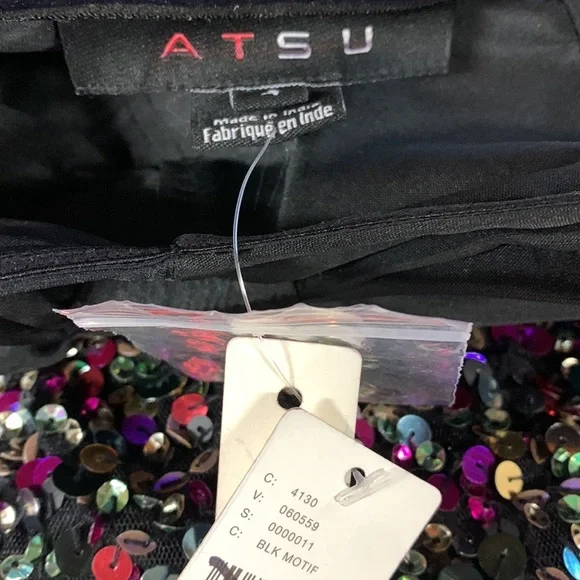 ATSU
Made in India
Fabriqué en Inde
C: 4130
V: 060559
S: 0000011
C: BLK MOTIF